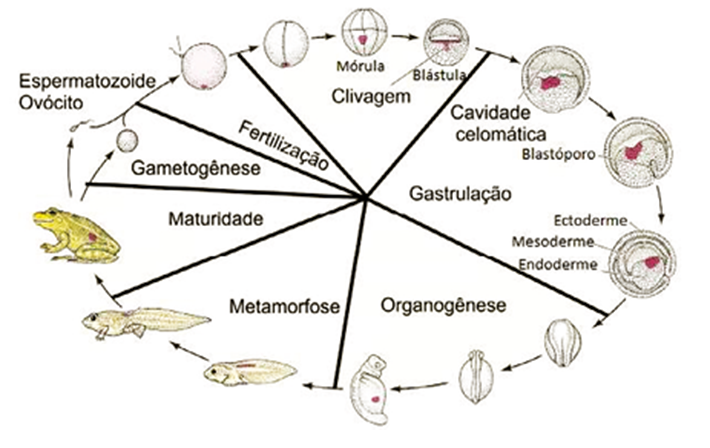 Espermatozoide
Ovócito
Fertilização
Gametogênese
Maturidade
Metamorfose
Organogênese
Gastrulação
Clivagem
Mórula
Blástula
Cavidade
celomática
Blastóporo
Ectoderme
Mesoderme
Endoderme